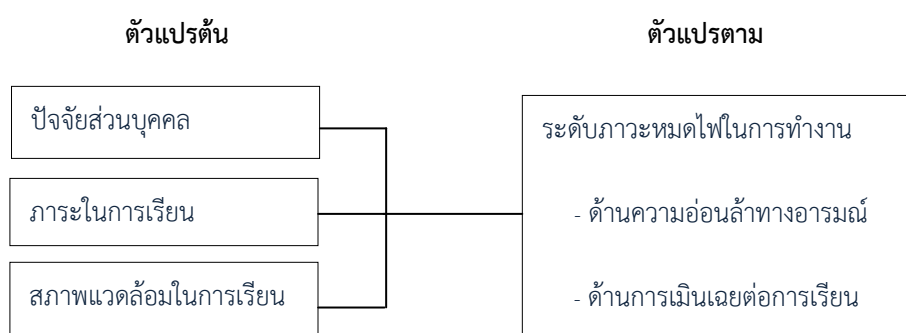 ตัวแปรต้น
ตัวแปรตาม
ปัจจัยส่วนบุคคล
ภาระในการเรียน
สภาพแวดล้อมในการเรียน
ระดับภาวะหมดไฟในการทำงาน
- ด้านความอ่อนล้าทางอารมณ์
- ด้านการเมินเฉยต่อการเรียน